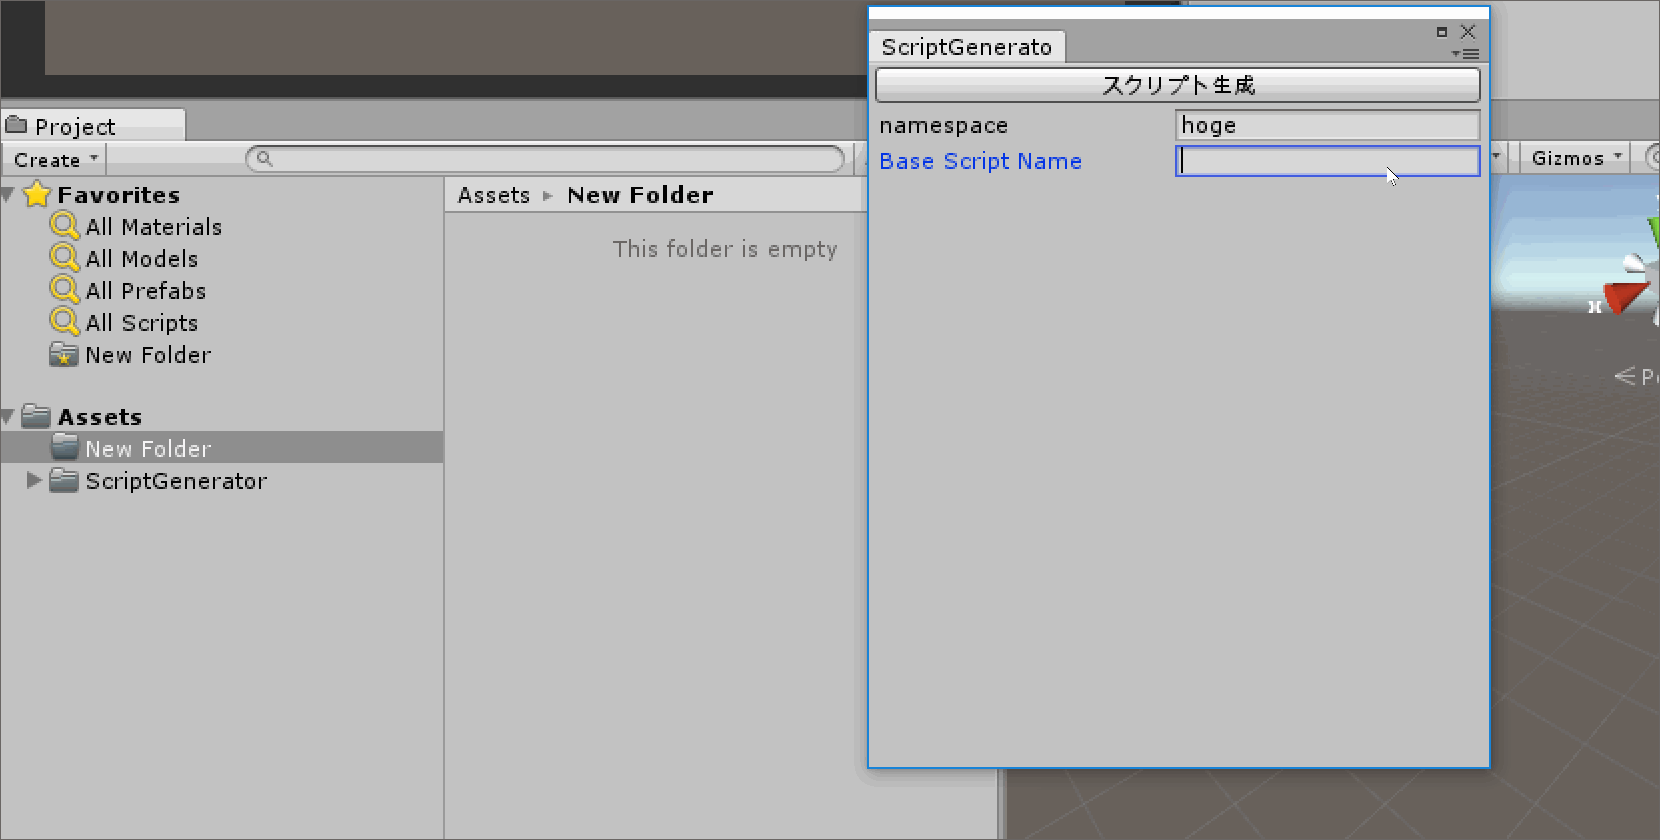 ScriptGenerato
スクリプト生成
namespace
hoge
Base Script Name
Project
Create
Gizmos
Favorites
All Materials
All Models
All Prefabs
All Scripts
New Folder
Assets
New Folder
ScriptGenerator
Assets ▸ New Folder
This folder is empty
x